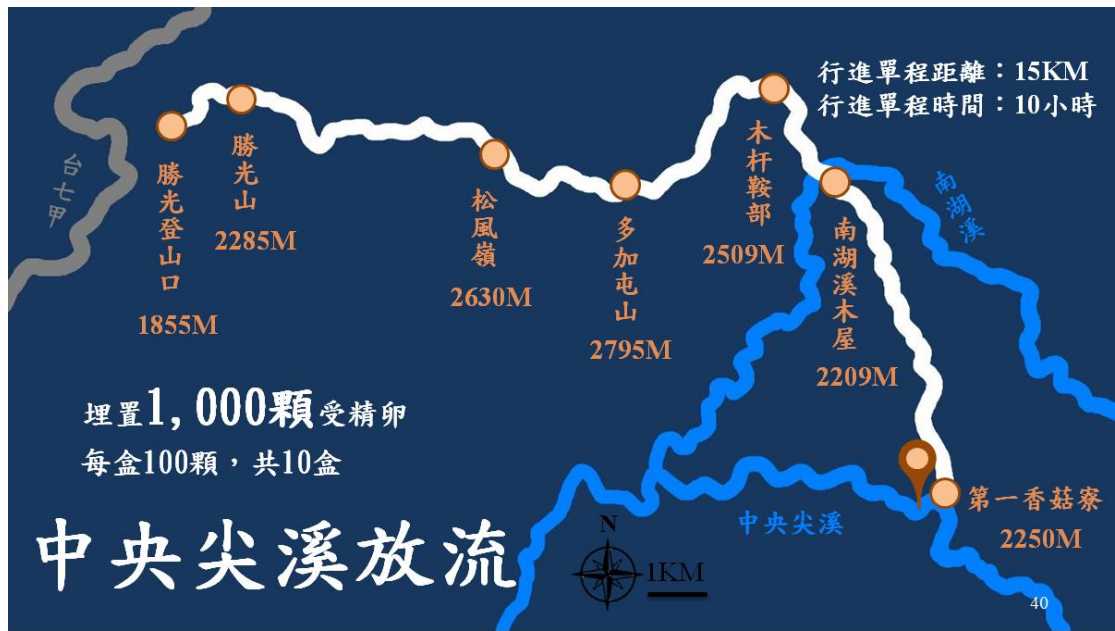 行進單程距離：15KM
行進單程時間：10小時
台七甲
勝光登山口
1855M
勝光山
2285M
松風嶺
2630M
多加屯山
2795M
木杆鞍部
2509M
南湖溪木屋
2209M
南湖溪
第一香菇寮
2250M
中央尖溪
埋置1,000顆受精卵
每盒100顆，共10盒
中央尖溪放流
N
1KM
40